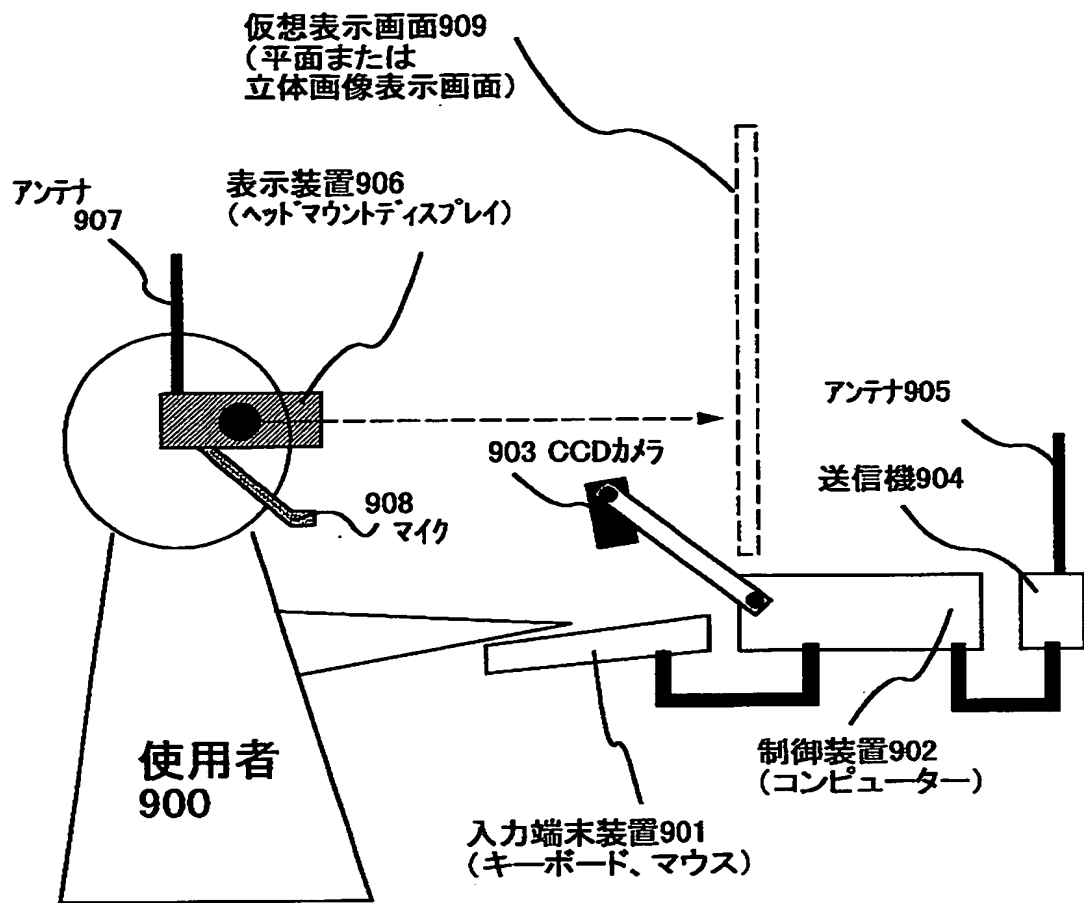 仮想表示画面909
(平面または
立体画像表示画面)
アンテナ
907
表示装置906
(ヘッドマウントディスプレイ)
アンテナ905
903 CCDカメラ
送信機904
908
マイク
使用者
900
制御装置902
(コンピューター)
入力端末装置901
(キーボード、マウス)